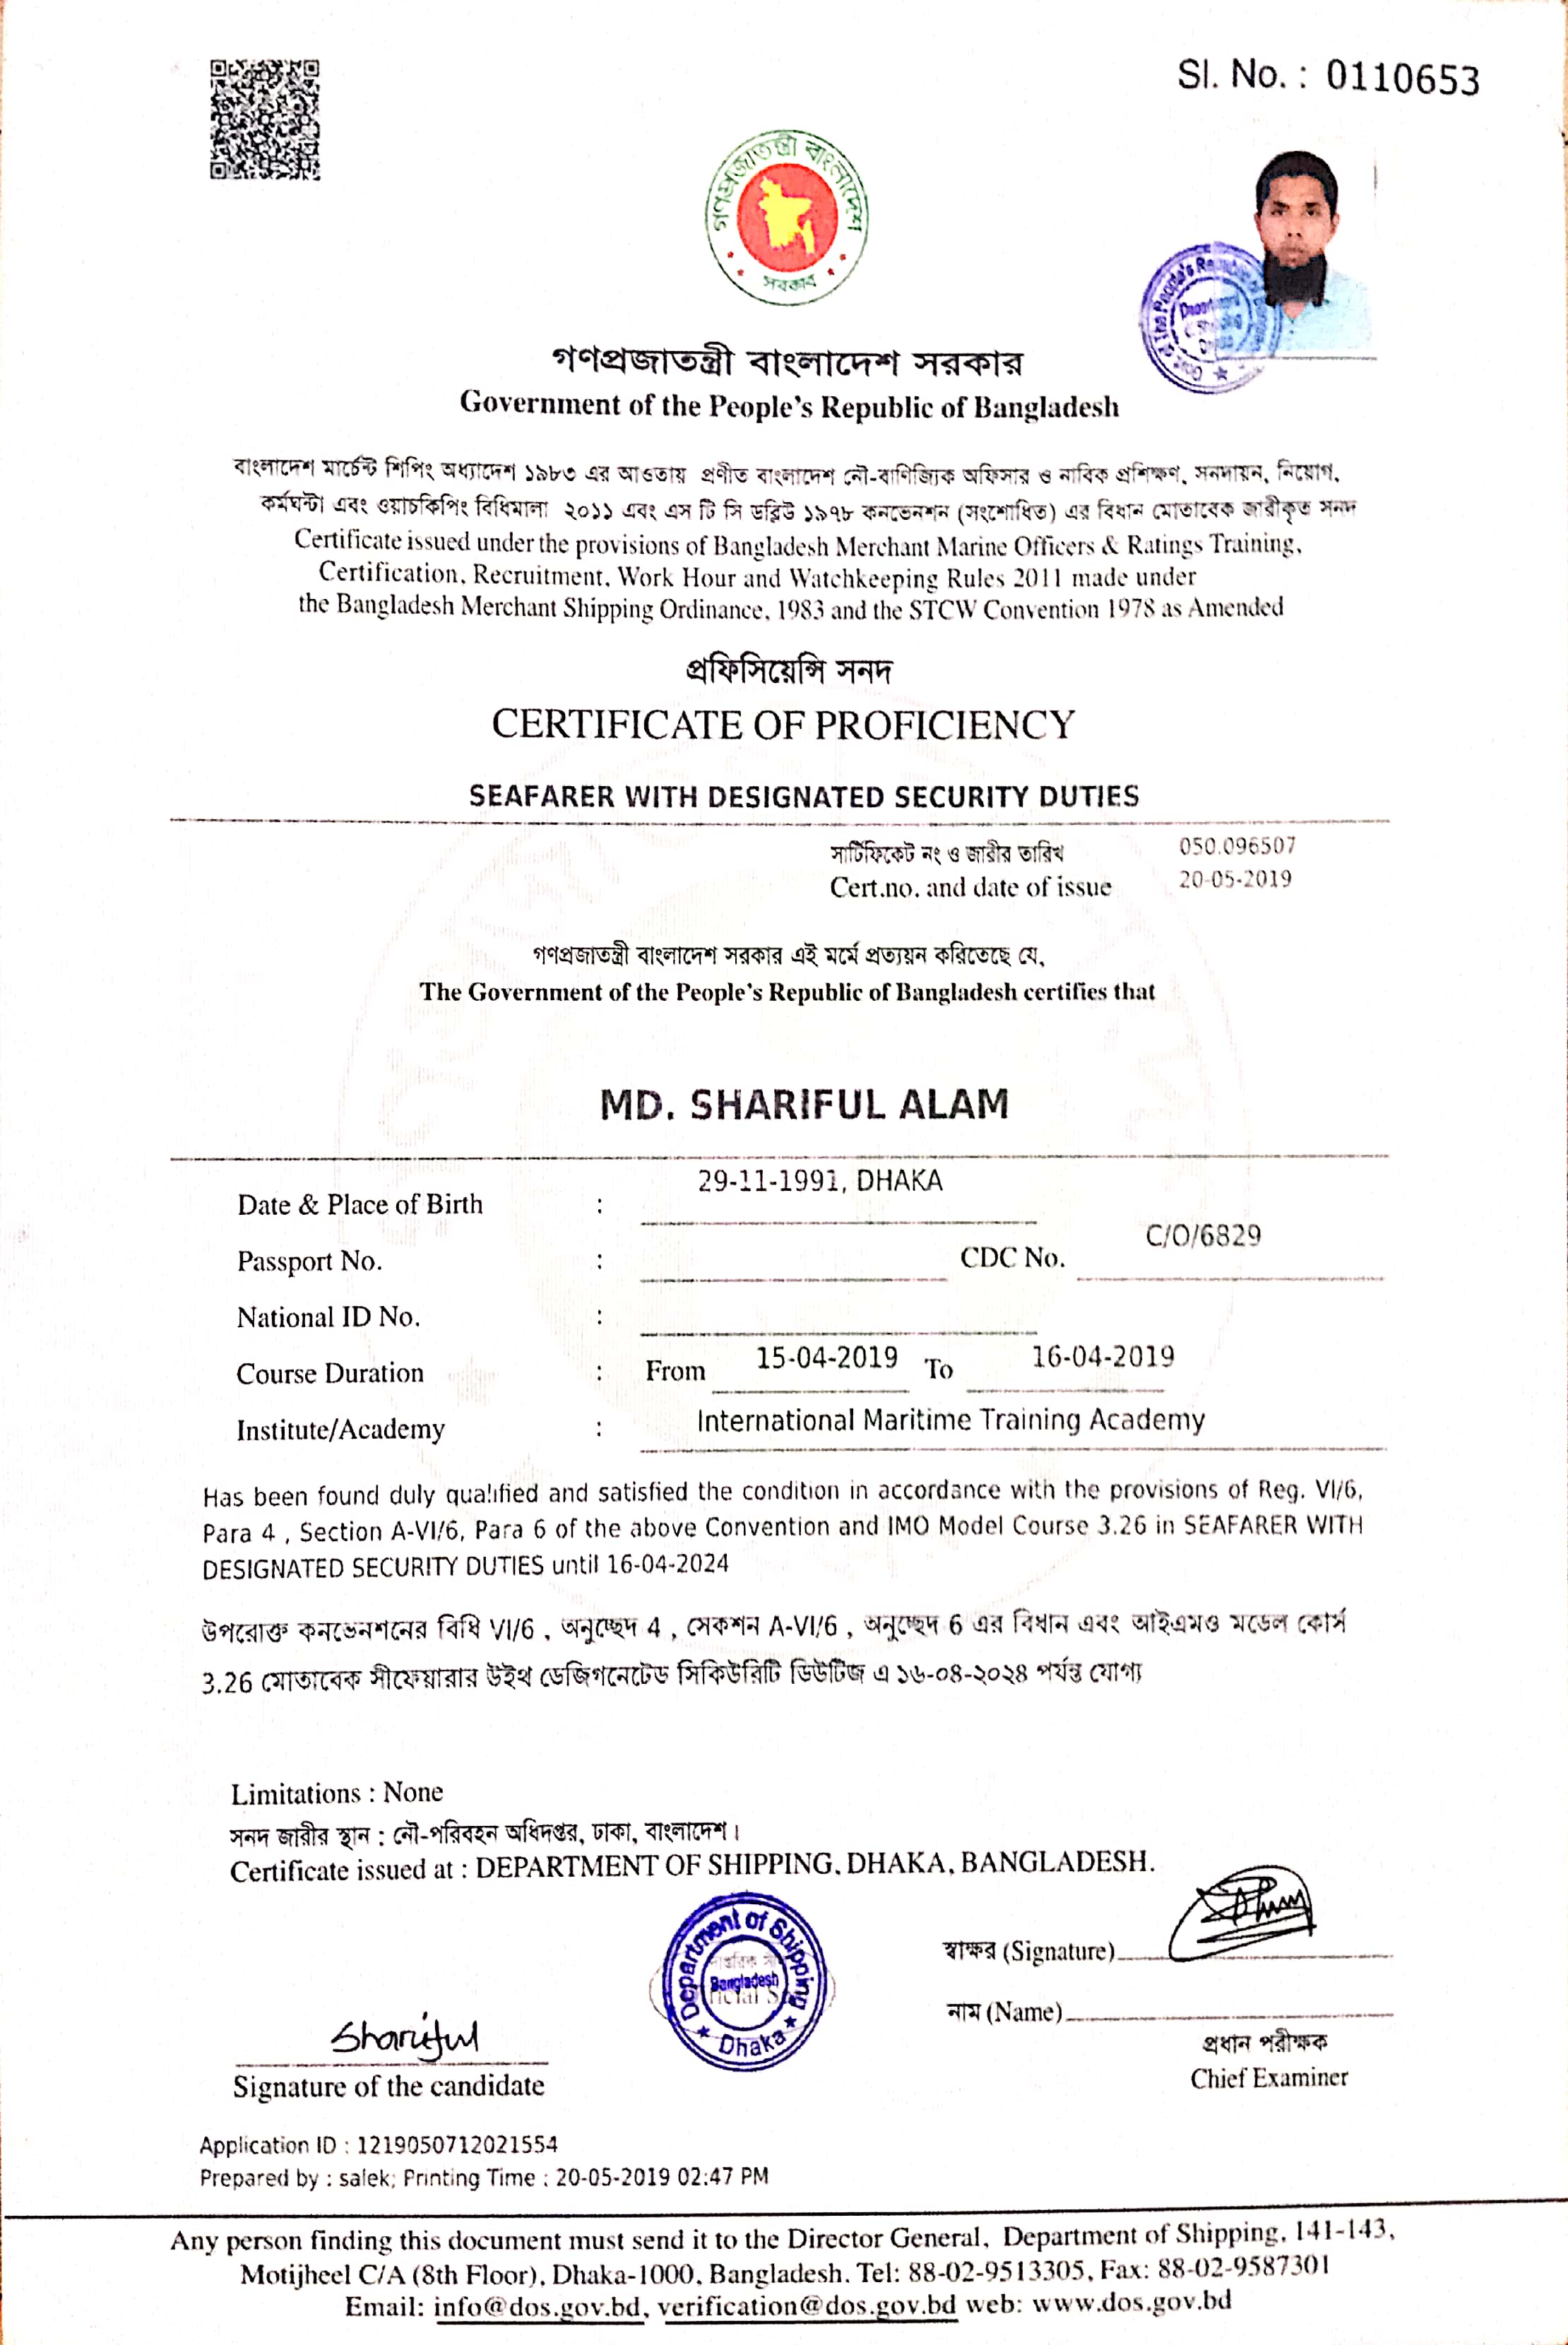 Sl. No. : 0110653
গণপ্রজাতন্ত্রী বাংলাদেশ
সরকার
গণপ্রজাতন্ত্রী বাংলাদেশ সরকার
Government of the People's Republic of Bangladesh
বাংলাদেশ মার্চেন্ট শিপিং অধ্যাদেশ ১৯৮৩ এর আওতায় প্রণীত বাংলাদেশ নৌ-বাণিজ্যিক অফিসার ও নাবিক প্রশিক্ষণ, সনদায়ন, নিয়োগ,
কর্মঘন্টা এবং ওয়াচকিপিং বিধিমালা ২০১১ এবং এস টি সি ডব্লিউ ১৯৭৮ কনভেনশন (সংশোধিত) এর বিধান মোতাবেক জারীকৃত সনদ
Certificate issued under the provisions of Bangladesh Merchant Marine Officers & Ratings Training,
Certification, Recruitment, Work Hour and Watchkeeping Rules 2011 made under
the Bangladesh Merchant Shipping Ordinance, 1983 and the STCW Convention 1978 as Amended
প্রফিসিয়েন্সি সনদ
CERTIFICATE OF PROFICIENCY
SEAFARER WITH DESIGNATED SECURITY DUTIES
সার্টিফিকেট নং ও জারীর তারিখ 050.096507
Cert.no. and date of issue 20-05-2019
গণপ্রজাতন্ত্রী বাংলাদেশ সরকার এই মর্মে প্রত্যয়ন করিতেছে যে,
The Government of the People's Republic of Bangladesh certifies that
MD. SHARIFUL ALAM
Date & Place of Birth : 29-11-1991, DHAKA
Passport No. : CDC No. C/O/6829
National ID No. :
Course Duration : From 15-04-2019 To 16-04-2019
Institute/Academy : International Maritime Training Academy
Has been found duly qualified and satisfied the condition in accordance with the provisions of Reg. VI/6,
Para 4 , Section A-VI/6, Para 6 of the above Convention and IMO Model Course 3.26 in SEAFARER WITH
DESIGNATED SECURITY DUTIES until 16-04-2024
উপরোক্ত কনভেনশনের বিধি VI/6 , অনুচ্ছেদ 4 , সেকশন A-VI/6 , অনুচ্ছেদ 6 এর বিধান এবং আইএমও মডেল কোর্স
3.26 মোতাবেক সীফেয়ারার উইথ ডেজিগনেটেড সিকিউরিটি ডিউটিজ এ ১৬-০৪-২০২৪ পর্যন্ত যোগ্য
Limitations : None
সনদ জারীর স্থান : নৌ-পরিবহন অধিদপ্তর, ঢাকা, বাংলাদেশ।
Certificate issued at : DEPARTMENT OF SHIPPING, DHAKA, BANGLADESH.
Department of Shipping
Bangladesh
Dhaka
স্বাক্ষর (Signature)
নাম (Name)
প্রধান পরীক্ষক
Chief Examiner
Shariful
Signature of the candidate
Application ID : 1219050712021554
Prepared by : salek; Printing Time : 20-05-2019 02:47 PM
Any person finding this document must send it to the Director General, Department of Shipping, 141-143,
Motijheel C/A (8th Floor), Dhaka-1000, Bangladesh. Tel: 88-02-9513305, Fax: 88-02-9587301
Email: info@dos.gov.bd, verification@dos.gov.bd web: www.dos.gov.bd